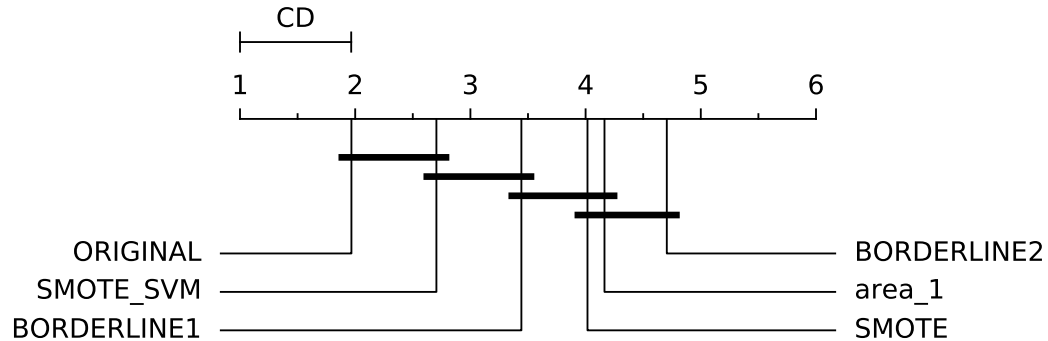 CD
1 2 3 4 5 6
ORIGINAL BORDERLINE2
SMOTE_SVM area_1
BORDERLINE1 SMOTE